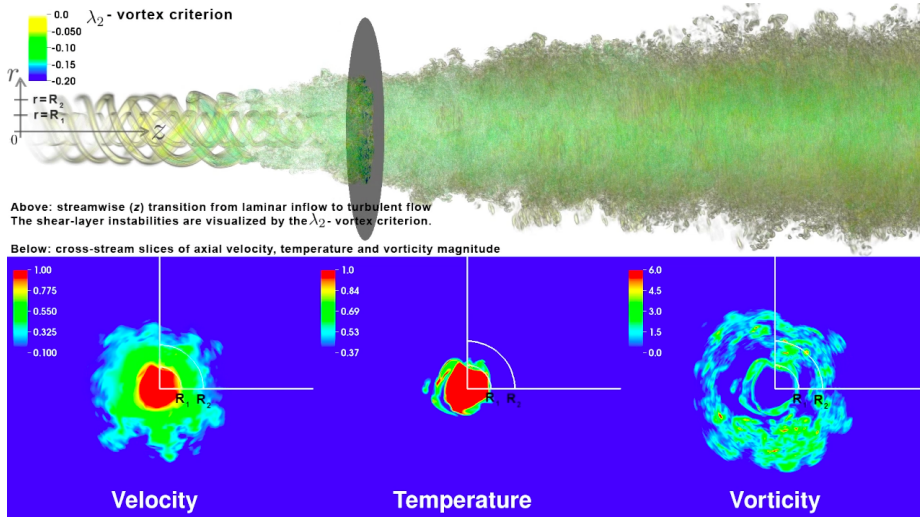 λ₂ - vortex criterion
0.0
-0.050
-0.10
-0.15
-0.20
r
r=R₂
r=R₁
0
z
Above: streamwise (z) transition from laminar inflow to turbulent flow
The shear-layer instabilities are visualized by the λ₂ - vortex criterion.
Below: cross-stream slices of axial velocity, temperature and vorticity magnitude
1.00
0.775
0.550
0.325
0.100
R₁ R₂
Velocity
1.0
0.84
0.69
0.53
0.37
R₁ R₂
Temperature
6.0
4.5
3.0
1.5
0.0
R₁ R₂
Vorticity